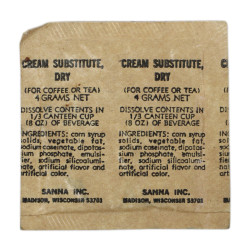 CREAM SUBSTITUTE,
DRY
(FOR COFFEE OR TEA)
4 GRAMS NET
DISSOLVE CONTENTS IN
1/3 CANTEEN CUP
(8 OZ) OF BEVERAGE
INGREDIENTS: corn syrup
solids, vegetable fat,
sodium caseinate, dipotas-
sium phosphate, emulsi-
fier, sodium silicoalumi-
nate, artificial flavor and
artificial color.
SANNA INC.
MADISON, WISCONSIN 53703
CREAM SUBSTITUTE,
DRY
(FOR COFFEE OR TEA)
4 GRAMS NET
DISSOLVE CONTENTS IN
1/3 CANTEEN CUP
(8 OZ) OF BEVERAGE
INGREDIENTS: corn syrup
solids, vegetable fat,
sodium caseinate, dipotas-
sium phosphate, emulsi-
fier, sodium silicoalumi-
nate, artificial flavor and
artificial color.
SANNA INC.
MADISON, WISCONSIN 53703